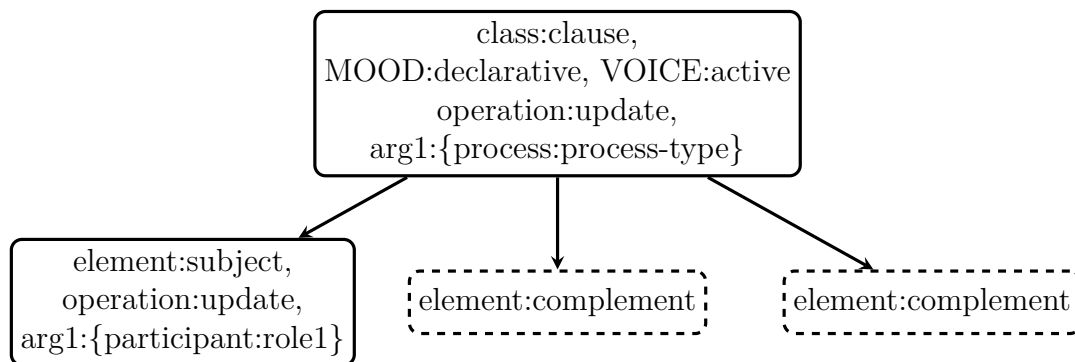 class:clause,
MOOD:declarative, VOICE:active
operation:update,
arg1:{process:process-type}
element:subject,
operation:update,
arg1:{participant:role1}
element:complement
element:complement